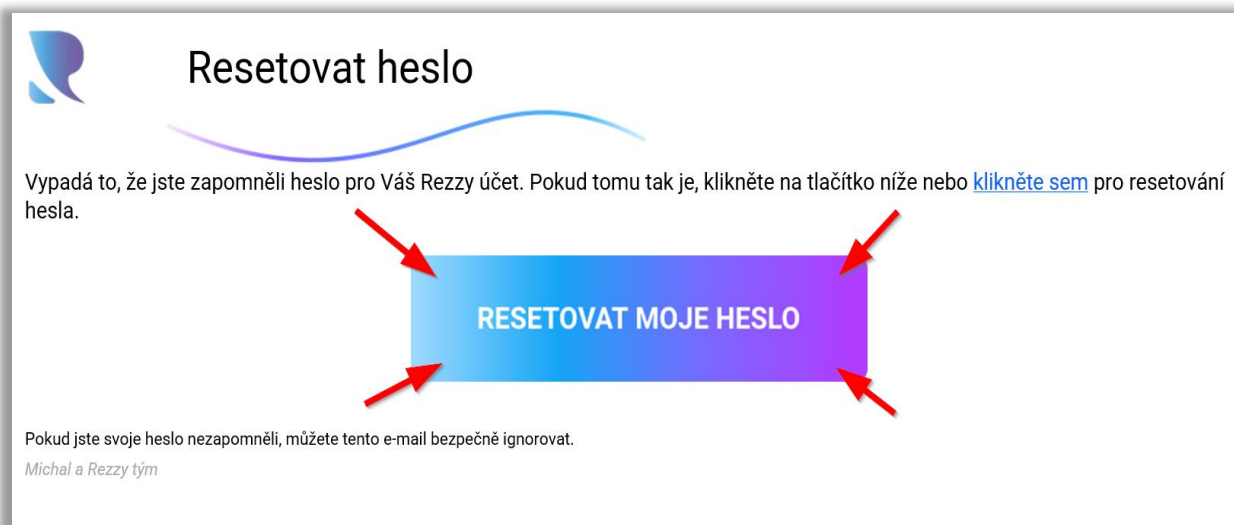 Resetovat heslo
Vypadá to, že jste zapomněli heslo pro Váš Rezzy účet. Pokud tomu tak je, klikněte na tlačítko níže nebo klikněte sem pro resetování
hesla.
RESETOVAT MOJE HESLO
Pokud jste svoje heslo nezapomněli, můžete tento e-mail bezpečně ignorovat.
Michal a Rezzy tým